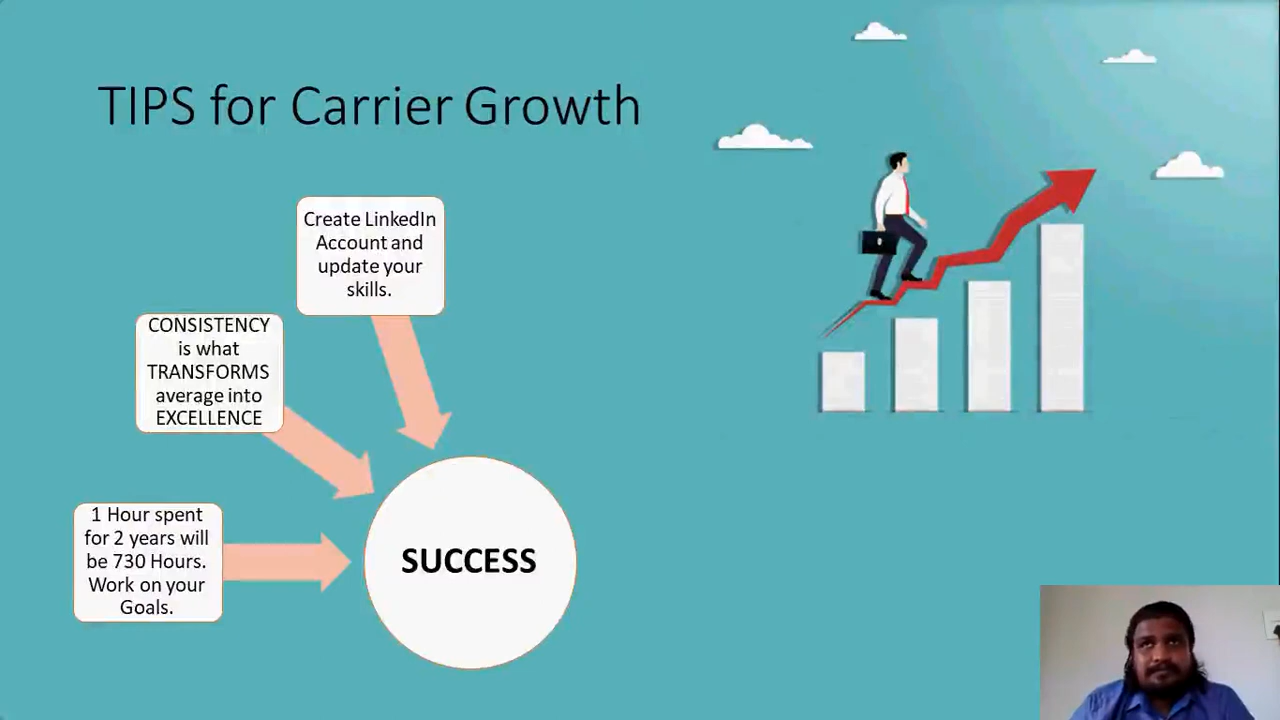 TIPS for Carrier Growth
Create LinkedIn
Account and
update your
skills.
CONSISTENCY
is what
TRANSFORMS
average into
EXCELLENCE
1 Hour spent
for 2 years will
be 730 Hours.
Work on your
Goals.
SUCCESS